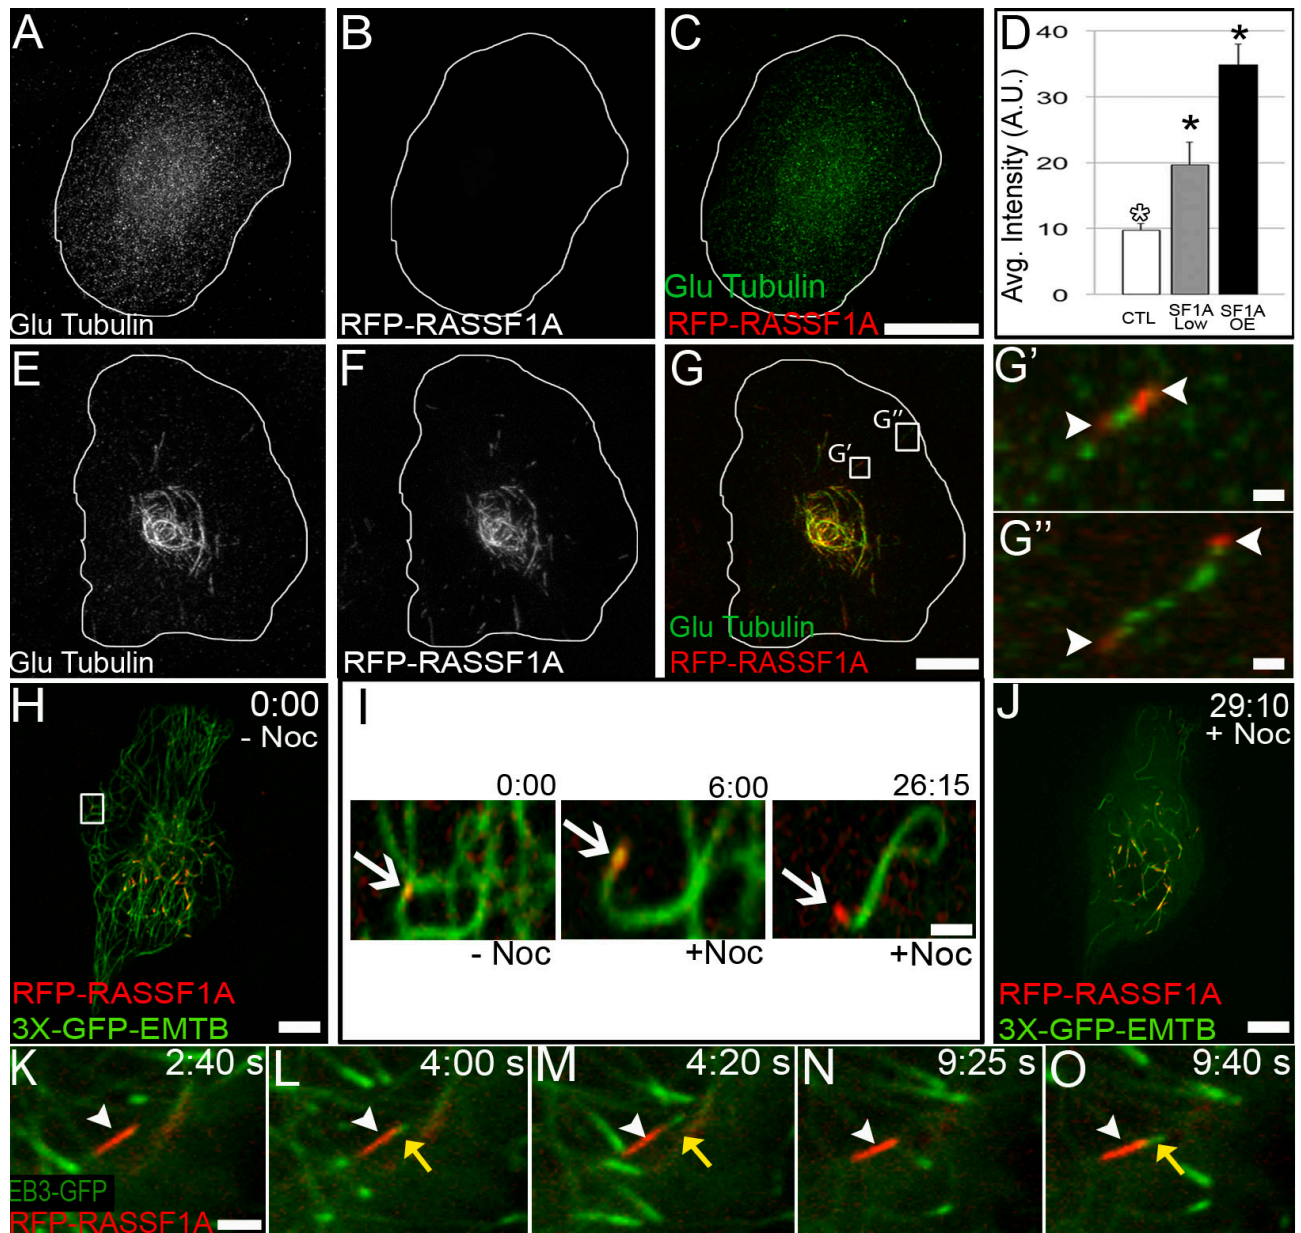 A
Glu Tubulin
B
RFP-RASSF1A
C
Glu Tubulin
RFP-RASSF1A
D
Avg. Intensity (A.U.)
40
30
20
10
0
*
*
*
CTL
SF1A
Low
SF1A
OE
E
Glu Tubulin
F
RFP-RASSF1A
G
G'
G''
Glu Tubulin
RFP-RASSF1A
G'
G''
H
0:00
- Noc
RFP-RASSF1A
3X-GFP-EMTB
I
0:00
- Noc
6:00
+Noc
26:15
+Noc
J
29:10
+ Noc
RFP-RASSF1A
3X-GFP-EMTB
K
2:40 s
EB3-GFP
RFP-RASSF1A
L
4:00 s
M
4:20 s
N
9:25 s
O
9:40 s